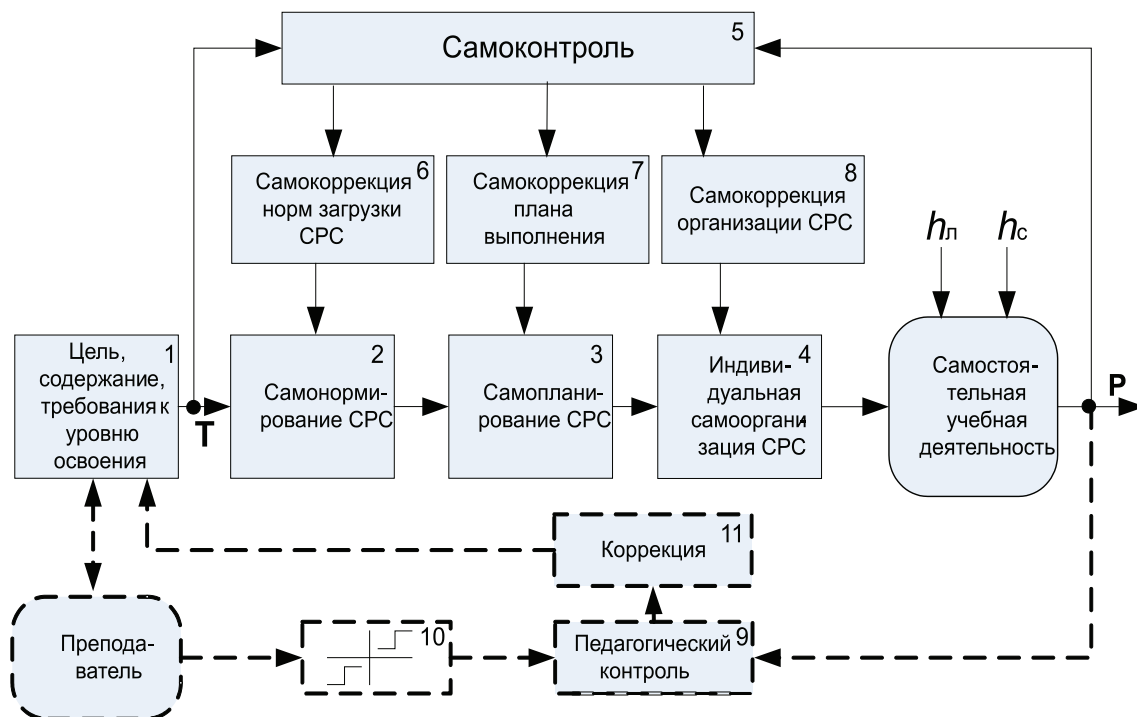 5
Самоконтроль
6
Самокоррекция
норм загрузки
СРС
7
Самокоррекция
плана
выполнения
8
Самокоррекция
организации СРС
hл
hс
1
Цель,
содержание,
требования к
уровню
освоения
Т
2
Самонорми-
рование СРС
3
Самоплани-
рование СРС
4
Индиви-
дуальная
самооргани-
зация СРС
Самостоя-
тельная
учебная
деятельность
Р
11
Коррекция
Препода-
ватель
10
9
Педагогический
контроль